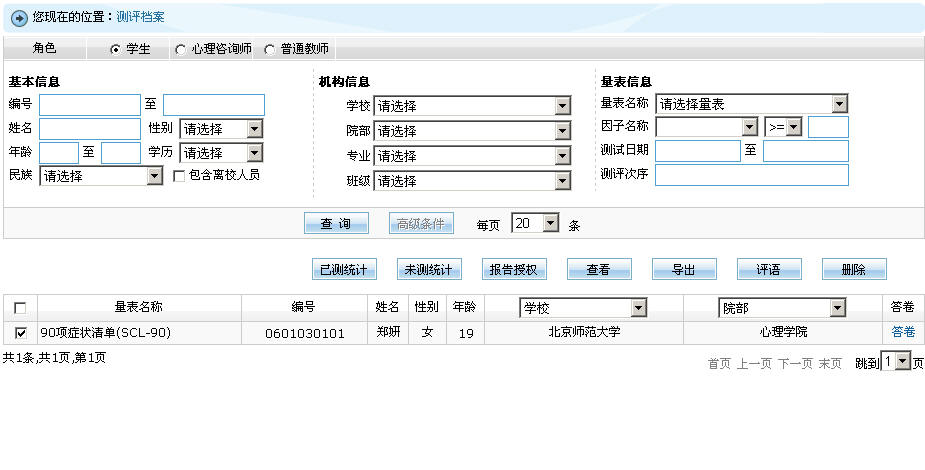 您现在的位置：测评档案
角色 学生 心理咨询师 普通教师
基本信息 机构信息 量表信息
编号 至 学校 请选择 量表名称 请选择量表
姓名 性别 请选择 院部 请选择 因子名称 >=
年龄 至 学历 请选择 专业 请选择 测试日期 至
民族 请选择 包含离校人员 班级 请选择 测评次序
查 询 高级条件 每页 20 条
已测统计 未测统计 报告授权 查看 导出 评语 删除
量表名称 编号 姓名 性别 年龄 学校 院部 答卷
90项症状清单(SCL-90) 0601030101 郑妍 女 19 北京师范大学 心理学院 答卷
共1条,共1页,第1页
首页 上一页 下一页 末页 跳到 1 页